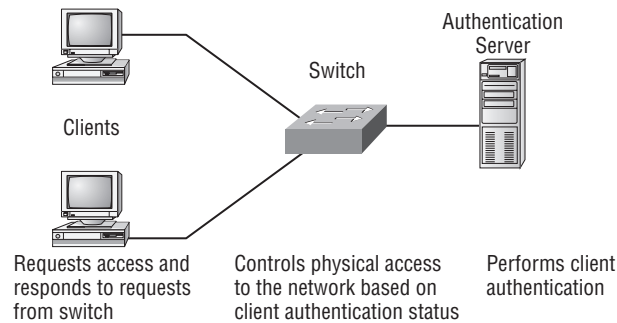 Authentication
Server
Switch
Clients
Requests access and
responds to requests
from switch
Controls physical access
to the network based on
client authentication status
Performs client
authentication